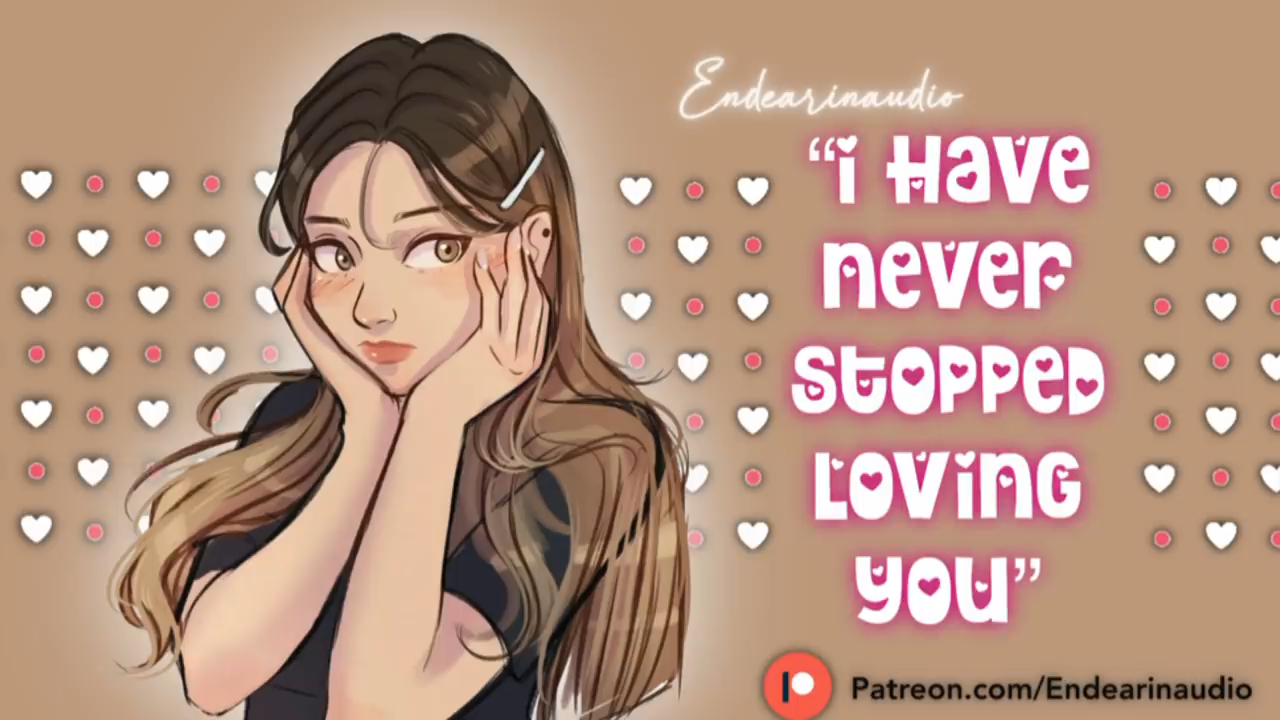 Endearinaudio
“i Have
never
stopped
Loving
you”
Patreon.com/Endearinaudio